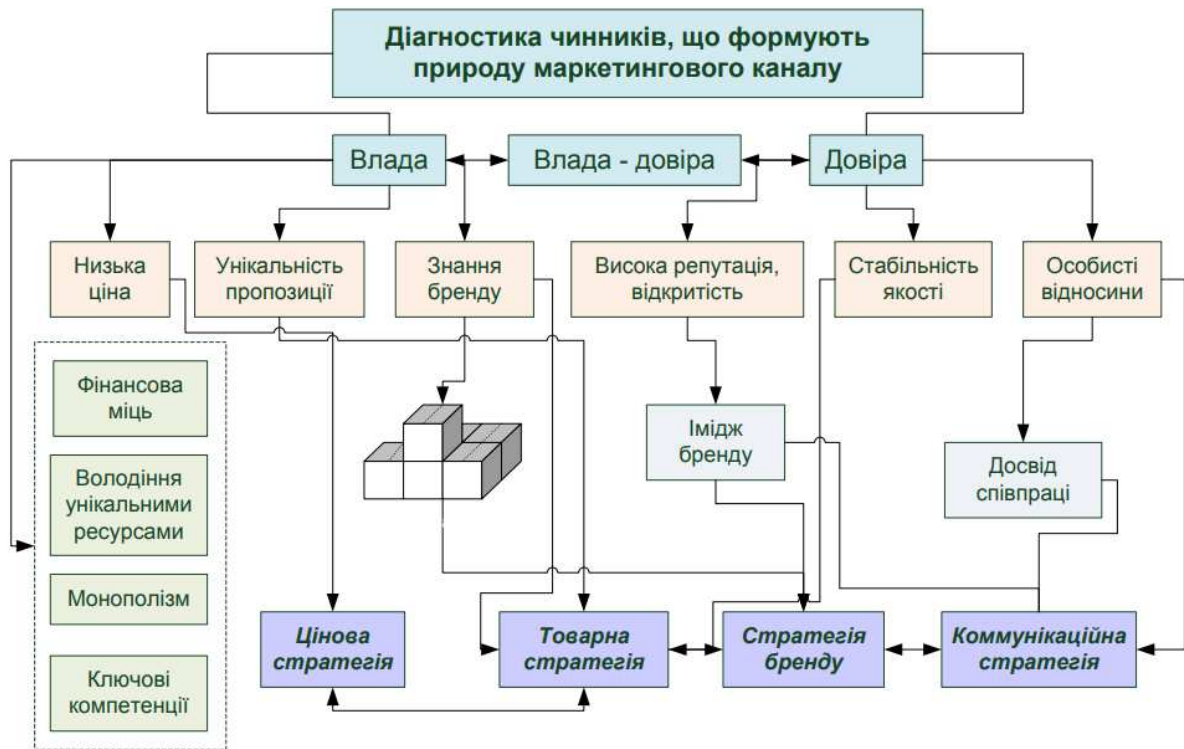 Діагностика чинників, що формують
природу маркетингового каналу
Влада
Влада - довіра
Довіра
Низька
ціна
Унікальність
пропозиції
Знання
бренду
Висока репутація,
відкритість
Стабільність
якості
Особисті
відносини
Фінансова
міць
Володіння
унікальними
ресурсами
Монополізм
Ключові
компетенції
Імідж
бренду
Досвід
співпраці
Цінова
стратегія
Товарна
стратегія
Стратегія
бренду
Коммунікаційна
стратегія